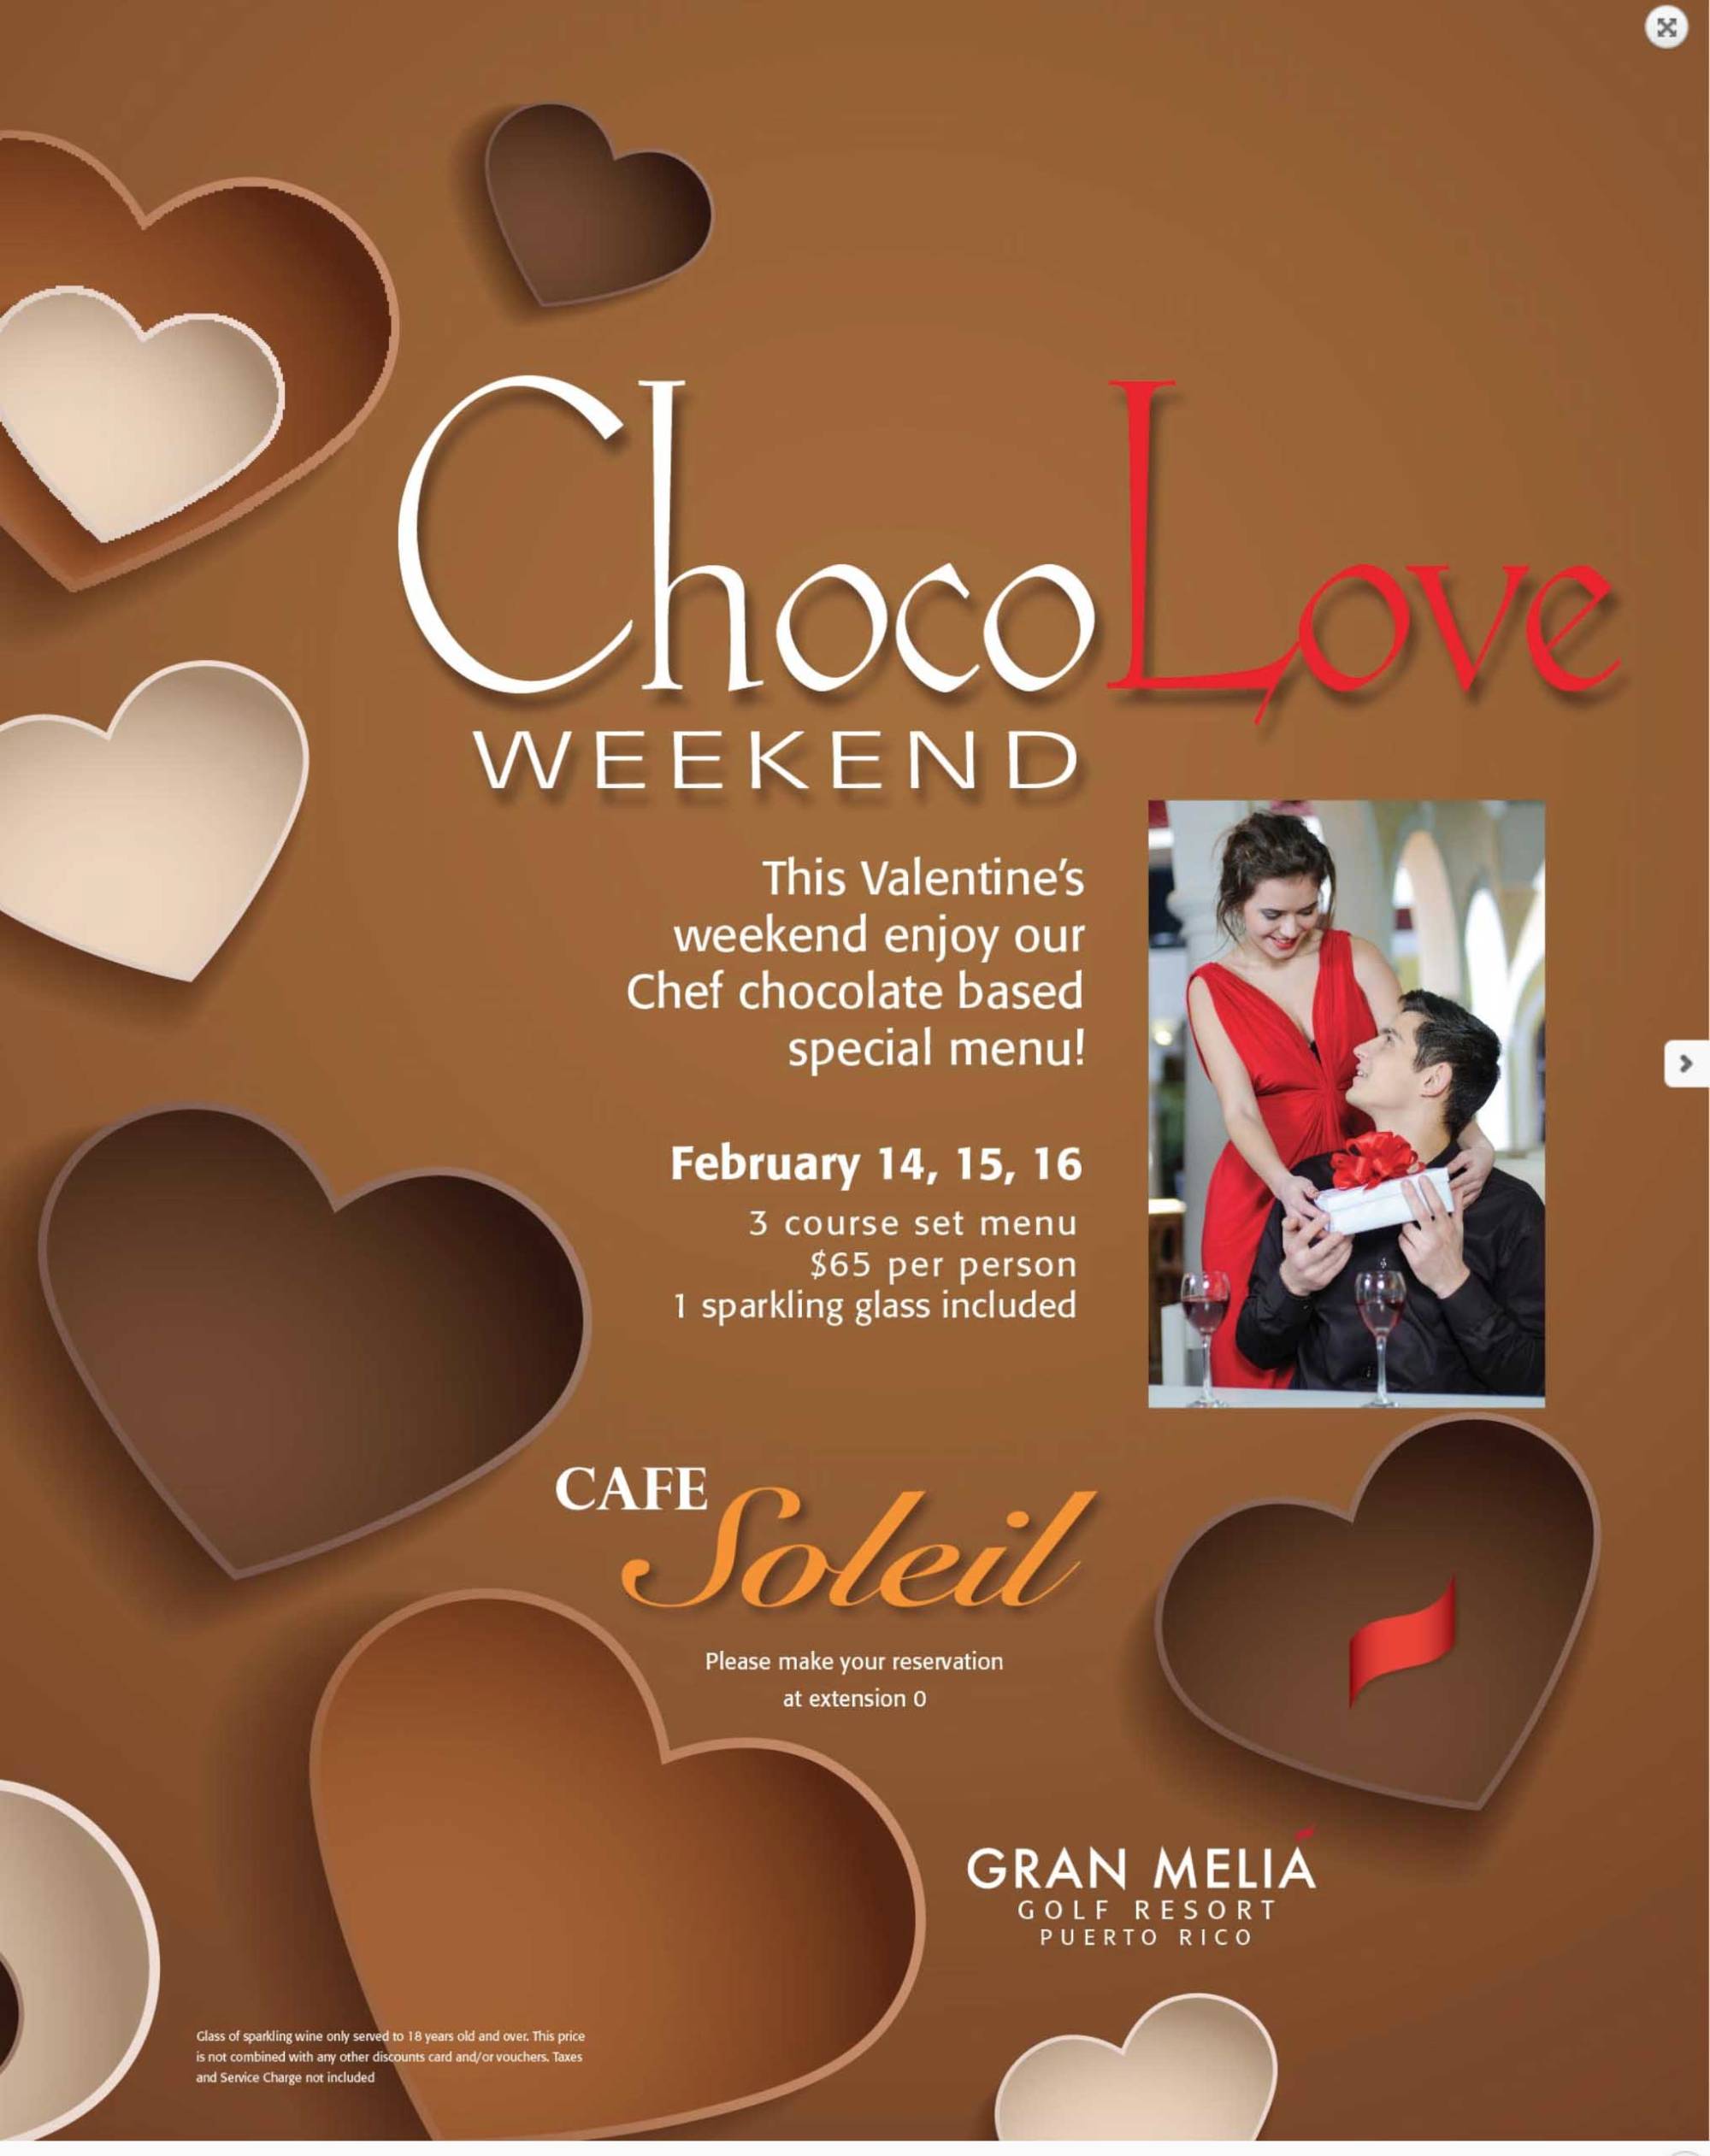 ChocoLove
WEEKEND
This Valentine's
weekend enjoy our
Chef chocolate based
special menu!
February 14, 15, 16
3 course set menu
$65 per person
1 sparkling glass included
CAFE
Soleil
Please make your reservation
at extension 0
GRAN MELIÁ
GOLF RESORT
PUERTO RICO
Glass of sparkling wine only served to 18 years old and over. This price
is not combined with any other discounts card and/or vouchers. Taxes
and Service Charge not included